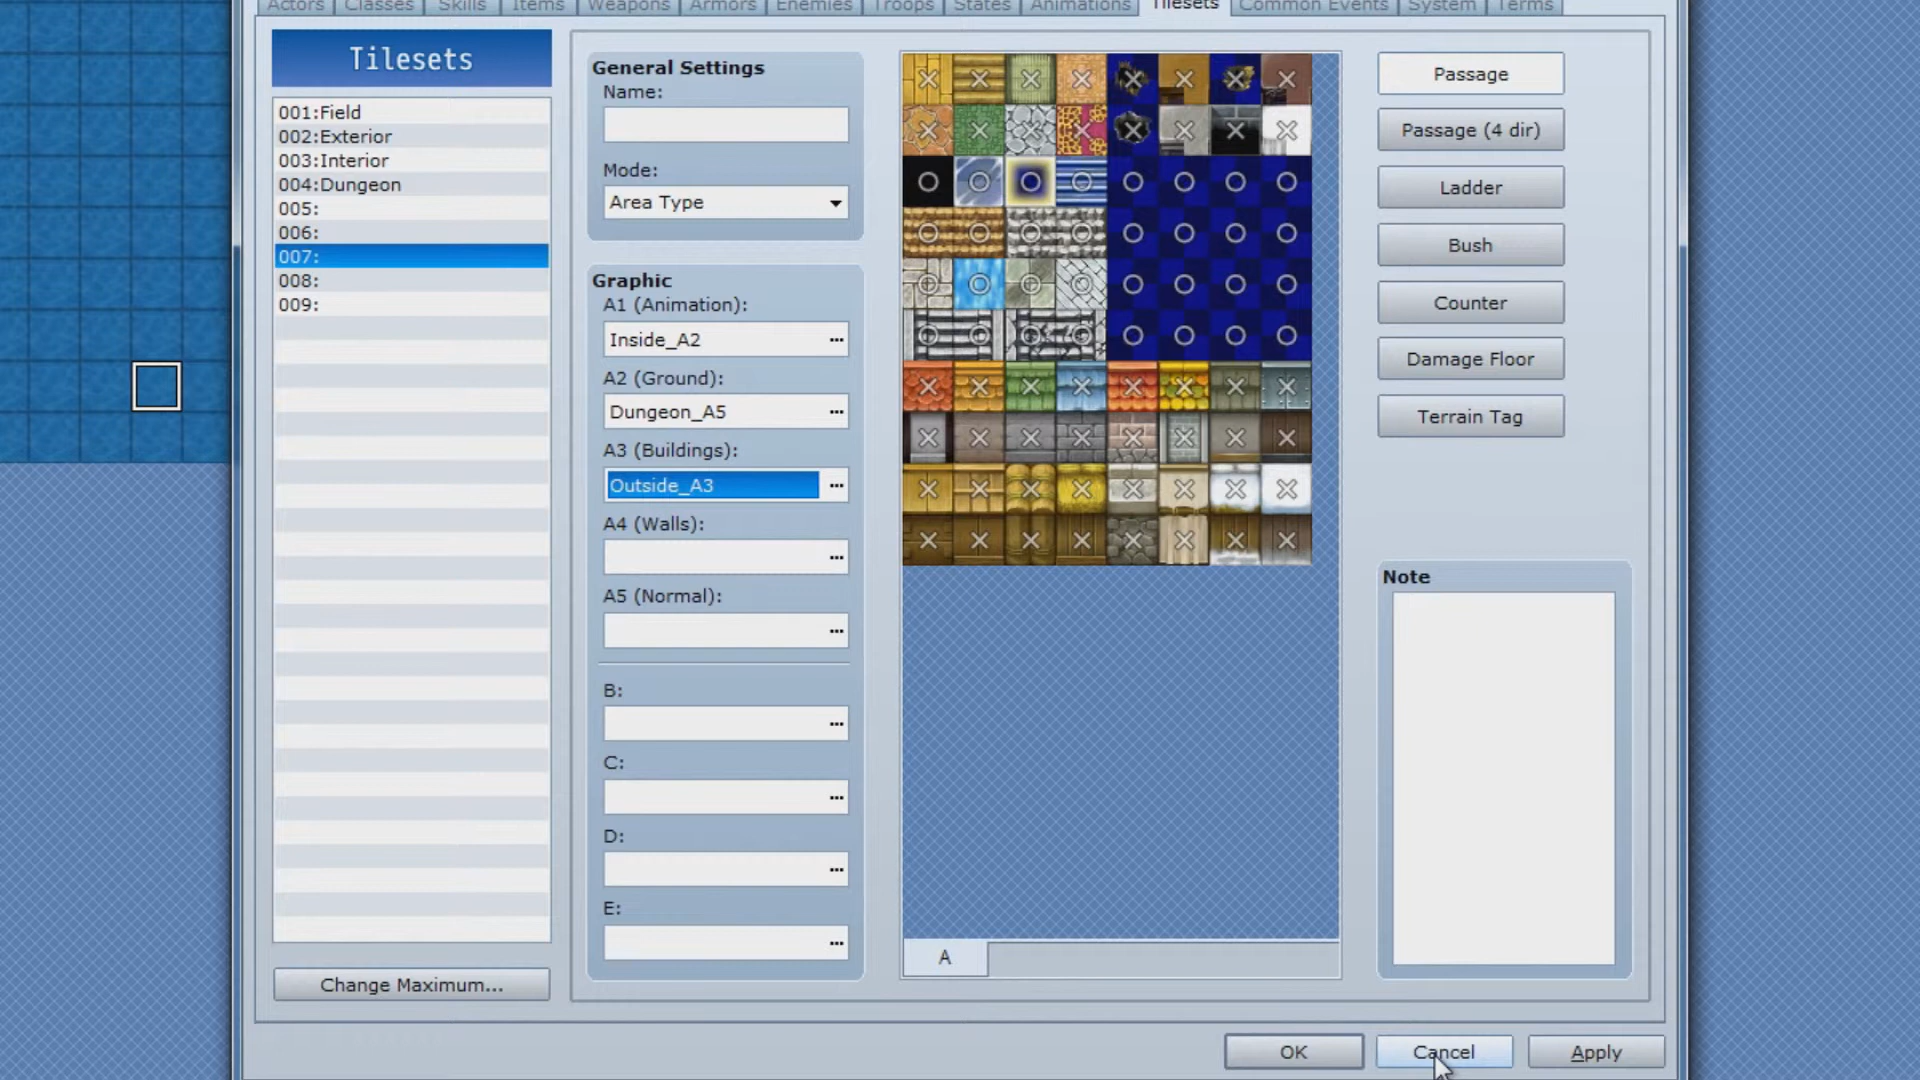 Actors Classes Skills Items Weapons Armors Enemies Troops States Animations Tilesets Common Events System Terms
Tilesets
001:Field
002:Exterior
003:Interior
004:Dungeon
005:
006:
007:
008:
009:
Change Maximum...
General Settings
Name:
Mode:
Area Type
Graphic
A1 (Animation):
Inside_A2
...
A2 (Ground):
Dungeon_A5
...
A3 (Buildings):
Outside_A3
...
A4 (Walls):
...
A5 (Normal):
...
B:
...
C:
...
D:
...
E:
...
A
Passage
Passage (4 dir)
Ladder
Bush
Counter
Damage Floor
Terrain Tag
Note
OK
Cancel
Apply